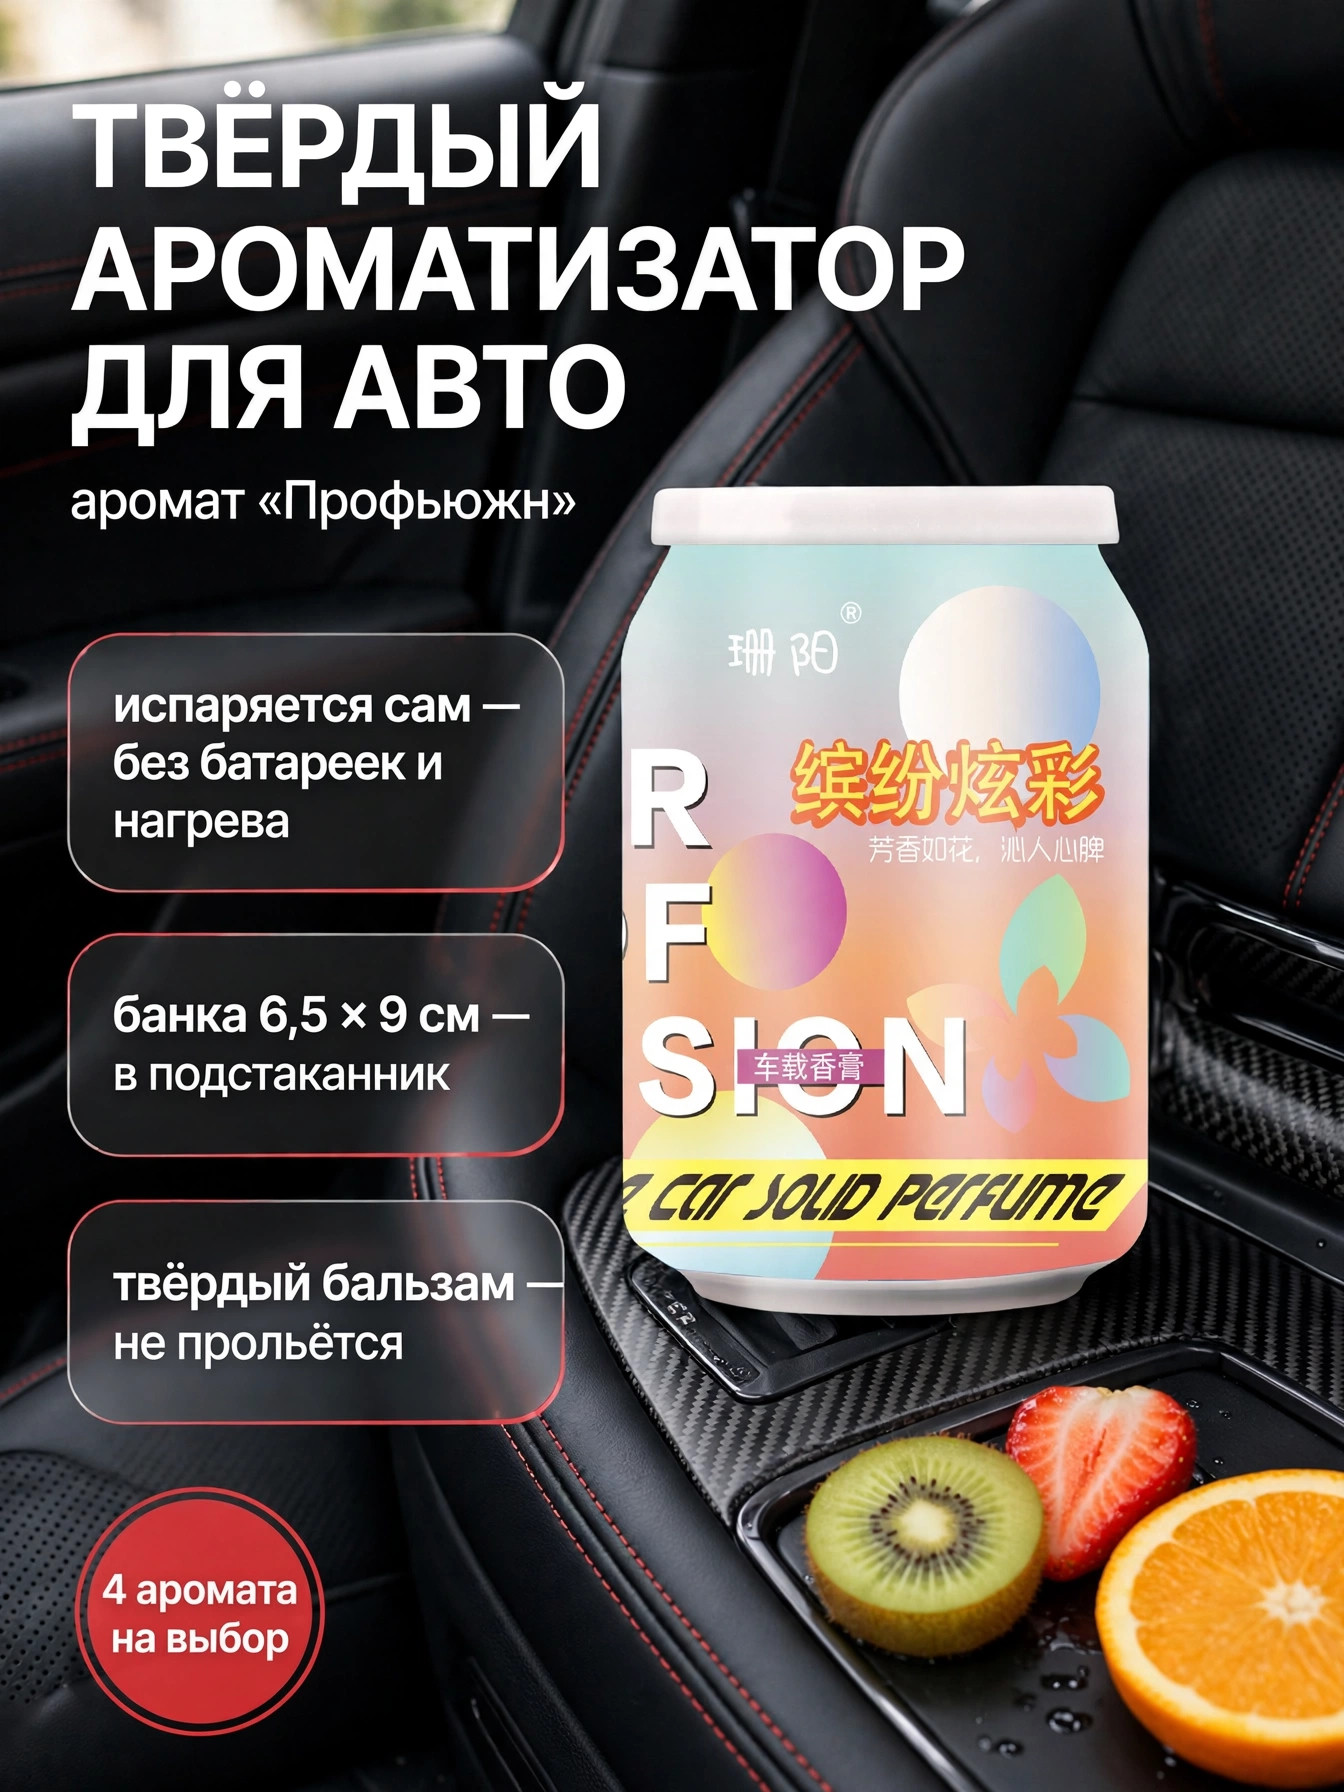 ТВЁРДЫЙ
АРОМАТИЗАТОР
ДЛЯ АВТО
аромат «Профьюжн»
испаряется сам —
без батареек и
нагрева
банка 6,5 × 9 см —
в подстаканник
твёрдый бальзам —
не прольётся
4 аромата
на выбор
珊阳®
缤纷炫彩
芳香如花,沁人心脾
R
F
SION
车载香膏
e car SOLID Perfume